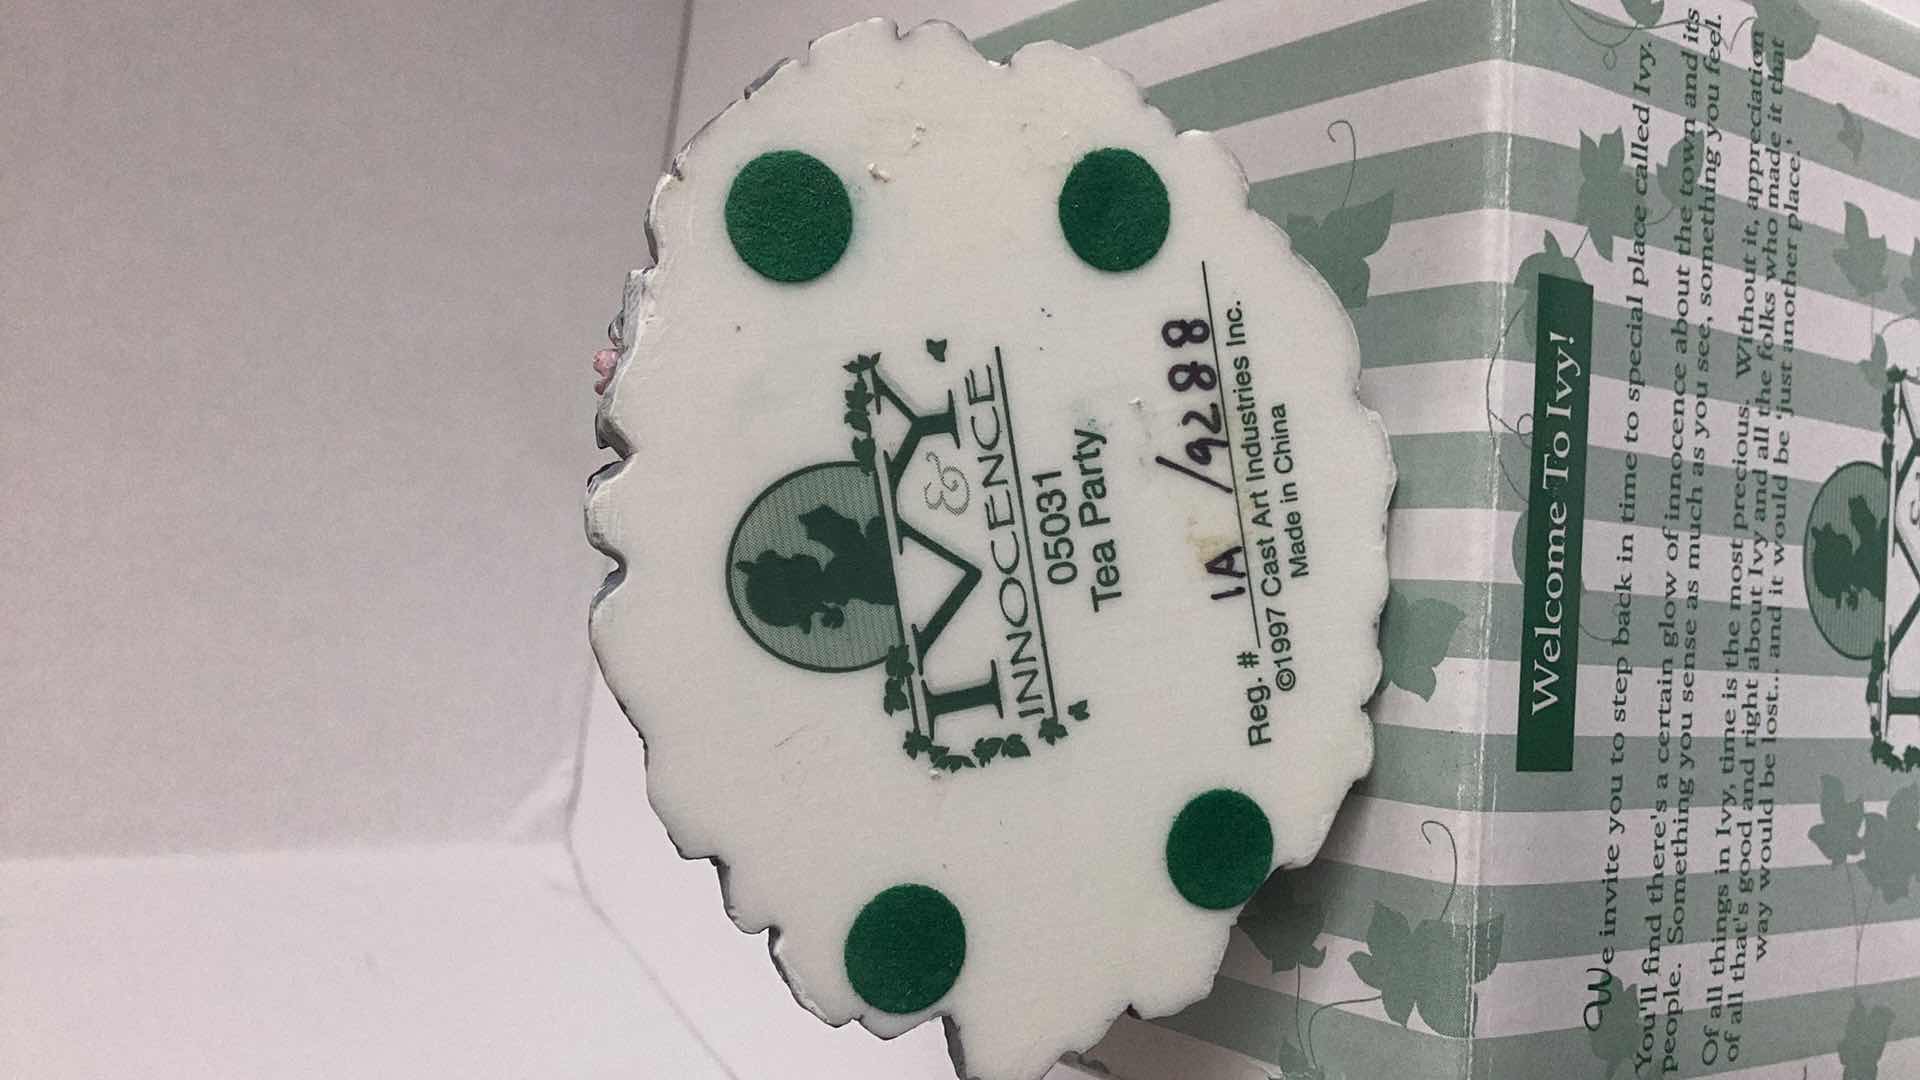 IVY
&
INNOCENCE
05031
Tea Party
Reg. # 1A /9288
©1997 Cast Art Industries Inc.
Made in China
Welcome To Ivy!
We invite you to step back in time to special place called Ivy.
You'll find there's a certain glow of innocence about the town and its
people. Something you sense as much as you see, something you feel.
Of all things in Ivy, time is the most precious. Without it, appreciation
of all that's good and right about Ivy and all the folks who made it that
way would be lost... and it would be 'just another place.'